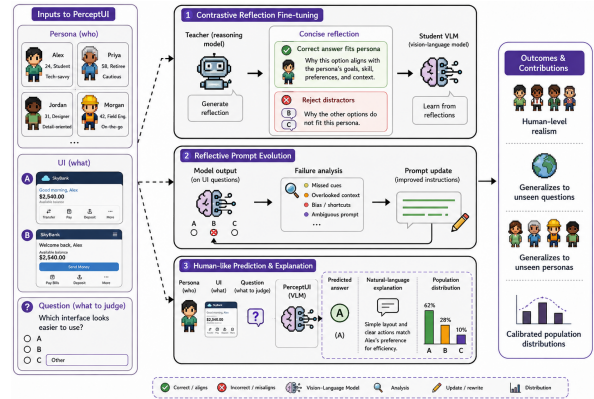 Inputs to PerceptUI
Persona (who)
Alex
24, Student
Tech-savvy
Priya
58, Retiree
Cautious
Jordan
31, Designer
Detail-oriented
Morgan
42, Field Eng.
On-the-go
...
UI (what)
A
SkyBank
Good morning, Alex
$2,540.00
Available balance
Transfer
Pay
Deposit
More
B
SkyBank
Welcome back, Alex
Available balance
$2,540.00
Send Money
Pay Bills
Deposit
More
? Question (what to judge)
Which interface looks
easier to use?
A
B
C Other
1 Contrastive Reflection Fine-tuning
Teacher (reasoning
model)
Generate
reflection
Concise reflection
Correct answer fits persona
Why this option aligns with
the persona's goals, skill,
preferences, and context.
Reject distractors
B
C
Why the other options do
not fit this persona.
Student VLM
(vision-language model)
Learn from
reflections
2 Reflective Prompt Evolution
Model output
(on UI questions)
A B C
Failure analysis
Missed cues
Overlooked context
Bias / shortcuts
Ambiguous prompt
...
Prompt update
(improved instructions)
3 Human-like Prediction & Explanation
Persona
(who)
UI
(what)
Question
(what to judge)
?
PerceptUI
(VLM)
Predicted
answer
A
(A)
Natural-language
explanation
Simple layout and
clear actions match
Alex's preference
for efficiency.
Population
distribution
62%
28%
10%
A B C
Outcomes &
Contributions
Human-level
realism
Generalizes to
unseen questions
Generalizes to
unseen personas
Calibrated population
distributions
Correct / aligns
Incorrect / misaligns
Vision-Language Model
Analysis
Update / rewrite
Distribution